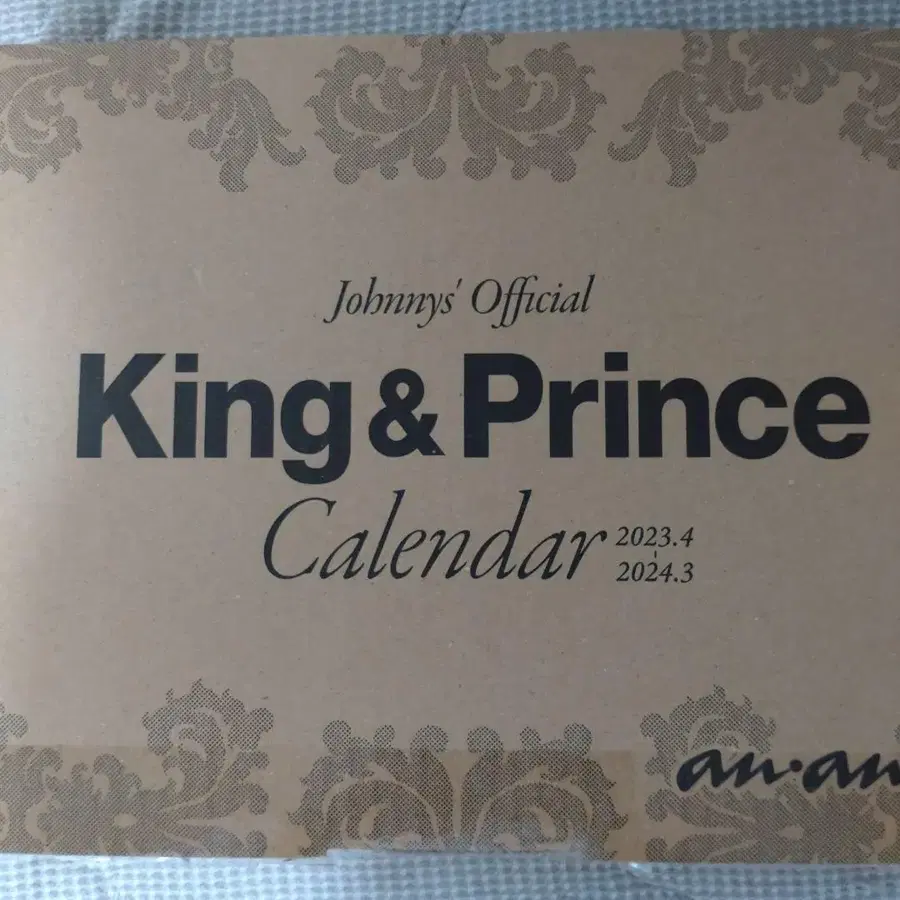 Johnnys' Official
King & Prince
Calendar 2023.4
2024.3
an·an